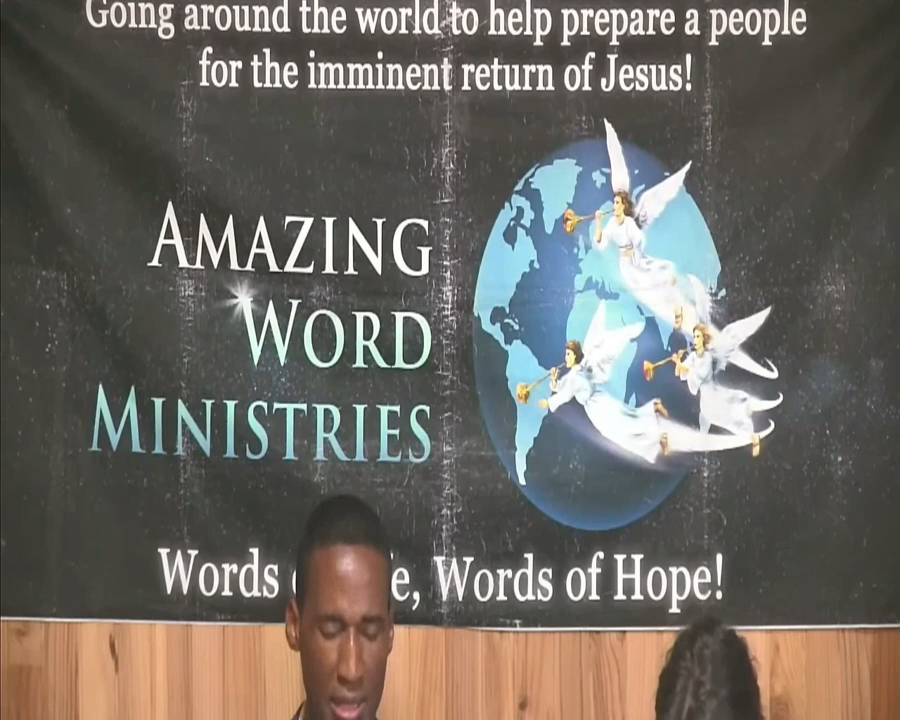 Going around the world to help prepare a people
for the imminent return of Jesus!
AMAZING
WORD
MINISTRIES
Words e, Words of Hope!